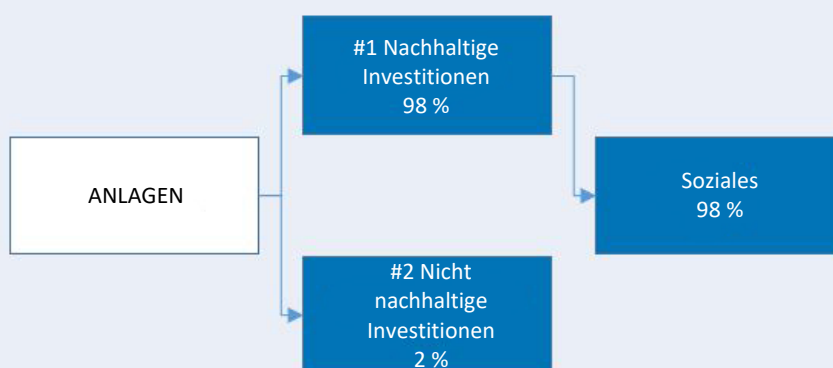 #1 Nachhaltige
Investitionen
98 %
ANLAGEN
Soziales
98 %
#2 Nicht
nachhaltige
Investitionen
2 %